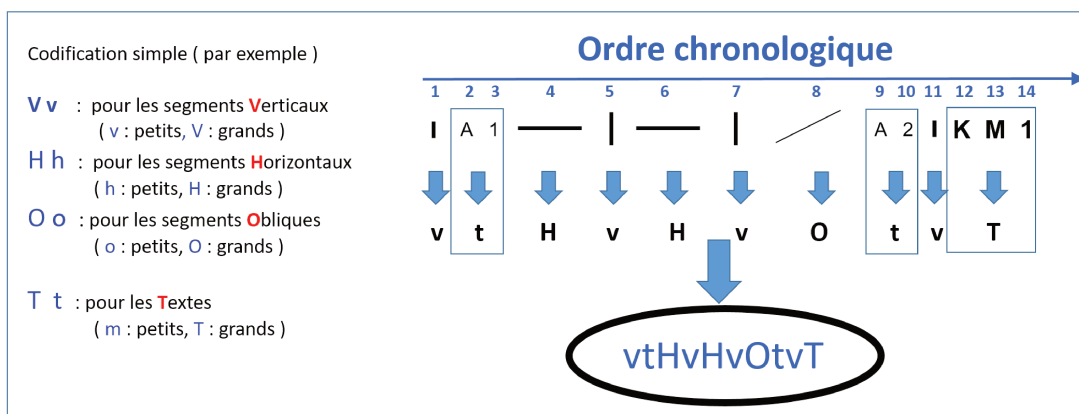 Codification simple ( par exemple )
V v : pour les segments Verticaux
( v : petits, V : grands )
H h : pour les segments Horizontaux
( h : petits, H : grands )
O o : pour les segments Obliques
( o : petits, O : grands )
T t : pour les Textes
( m : petits, T : grands )
Ordre chronologique
1 2 3 4 5 6 7 8 9 10 11 12 13 14
I A 1 A 2 I K M 1
v t H v H v O t v T
vtHvHvOtvT